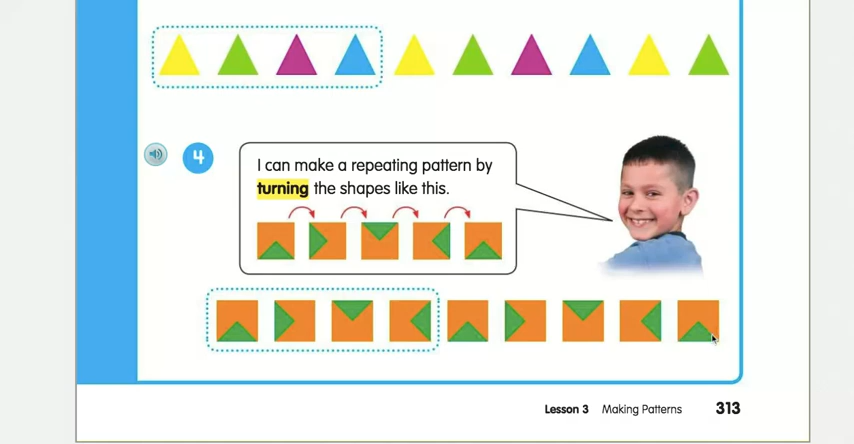 4
I can make a repeating pattern by
turning the shapes like this.
Lesson 3 Making Patterns 313